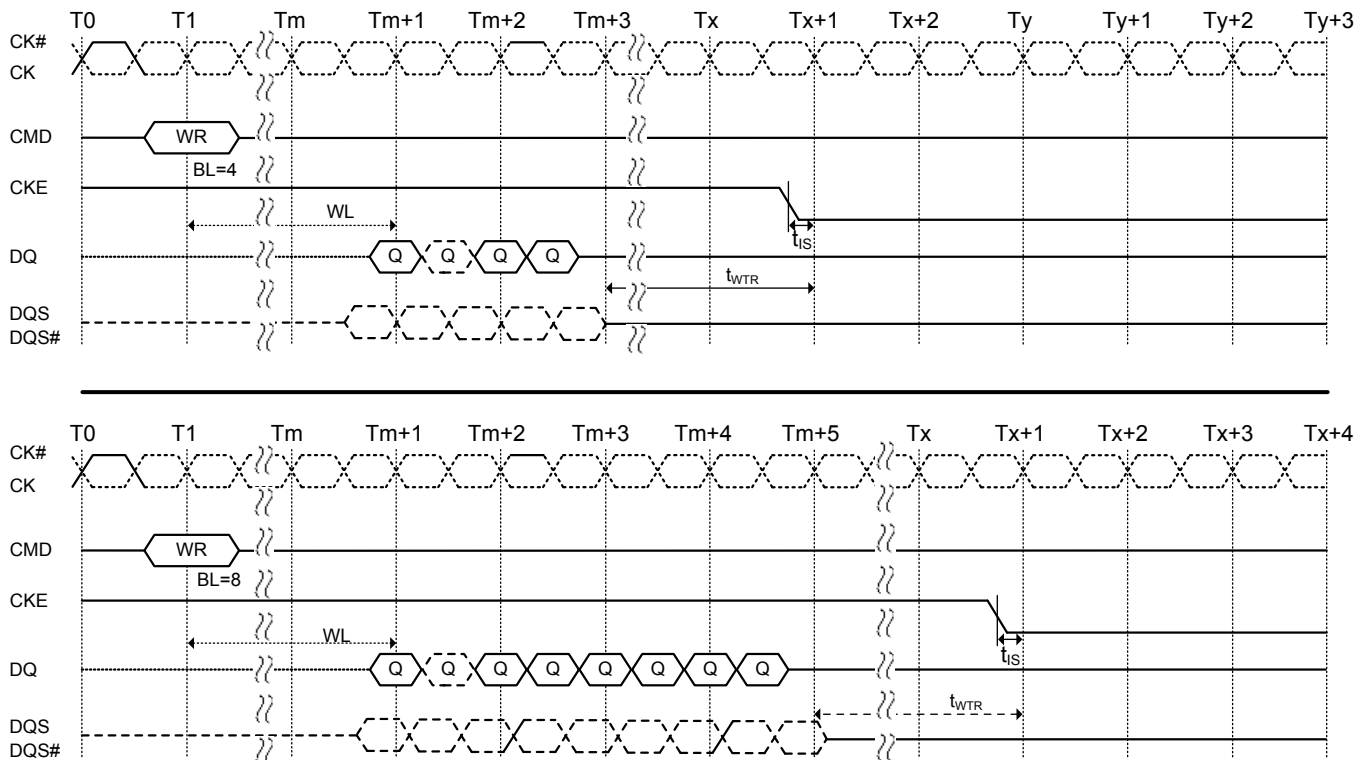 T0 T1 Tm Tm+1 Tm+2 Tm+3 Tx Tx+1 Tx+2 Ty Ty+1 Ty+2 Ty+3
CK#
CK
CMD WR
BL=4
CKE
WL
tIS
DQ Q Q Q Q
tWTR
DQS
DQS#
T0 T1 Tm Tm+1 Tm+2 Tm+3 Tm+4 Tm+5 Tx Tx+1 Tx+2 Tx+3 Tx+4
CK#
CK
CMD WR
BL=8
CKE
WL
tIS
DQ Q Q Q Q Q Q Q Q
tWTR
DQS
DQS#